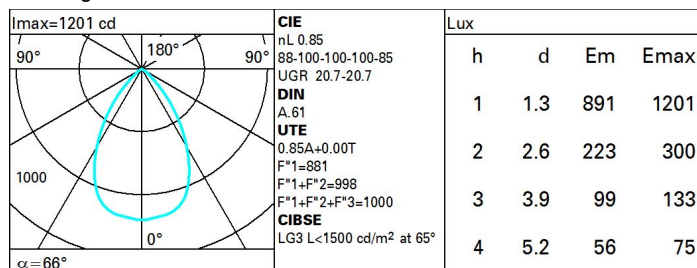 Imax=1201 cd
90°
180°
90°
1000
0°
α=66°
CIE
nL 0.85
88-100-100-100-85
UGR 20.7-20.7
DIN
A.61
UTE
0.85A+0.00T
F"1=881
F"1+F"2=998
F"1+F"2+F"3=1000
CIBSE
LG3 L<1500 cd/m² at 65°
Lux
h d Em Emax
1 1.3 891 1201
2 2.6 223 300
3 3.9 99 133
4 5.2 56 75